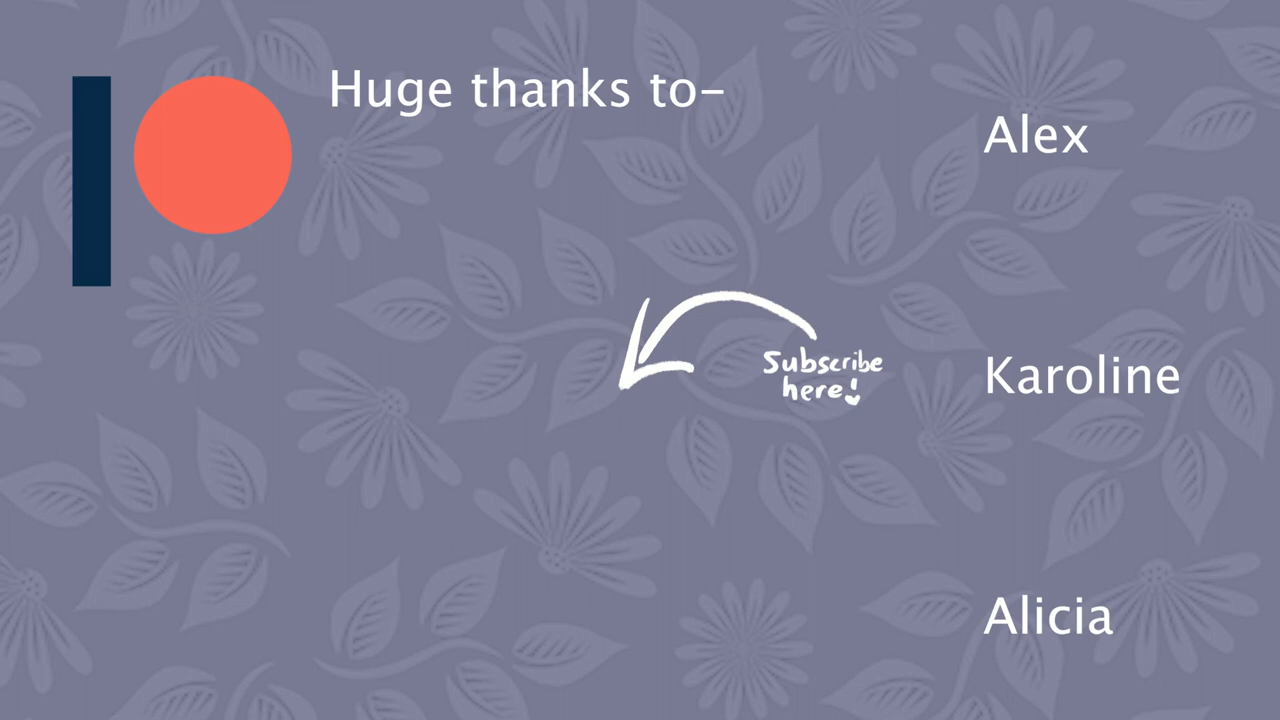 Huge thanks to-
Alex
Subscribe
here!
Karoline
Alicia